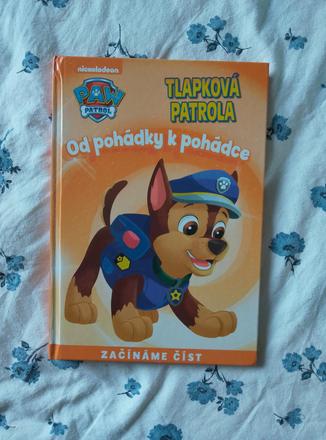 nickelodeon
PAW
PATROL
TLAPKOVÁ
PATROLA
Od pohádky k pohádce
ZAČÍNÁME ČÍST